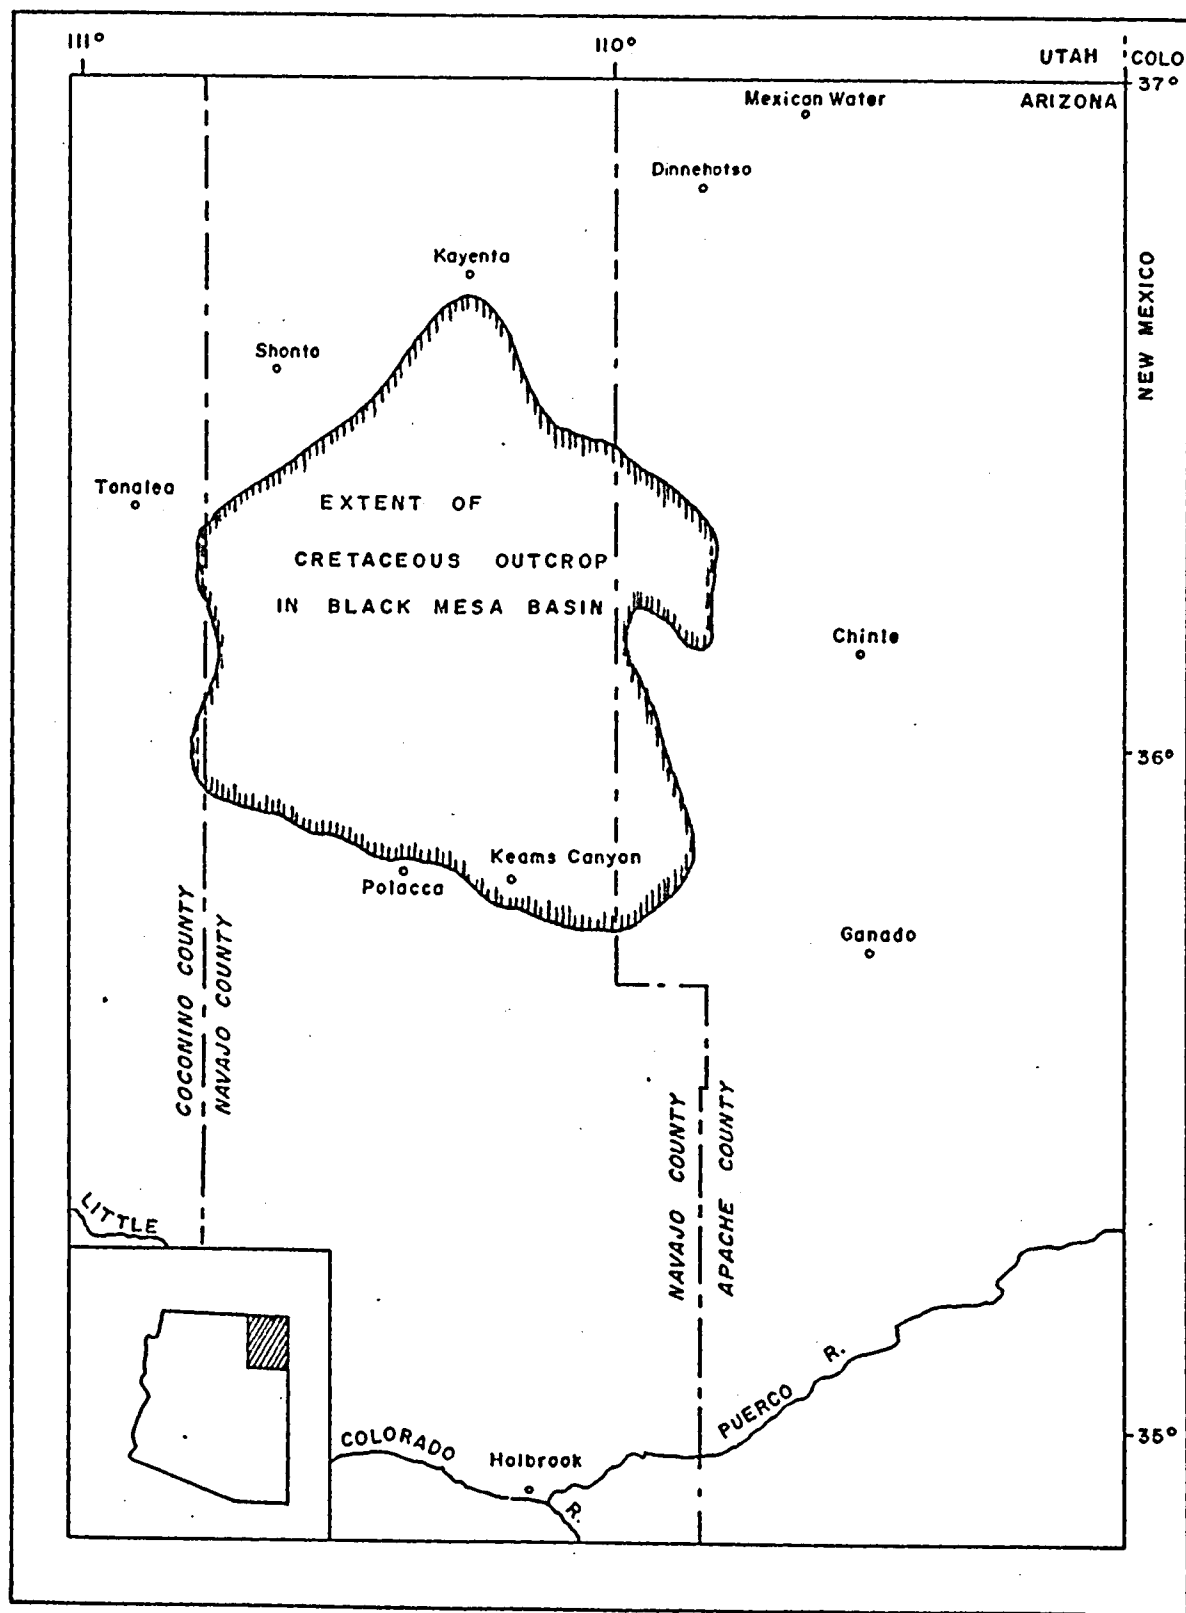 111°
110°
UTAH
COLO
37°
Mexican Water
ARIZONA
Dinnehotso
Kayenta
NEW MEXICO
Shonto
Tonalea
EXTENT OF
CRETACEOUS OUTCROP
IN BLACK MESA BASIN
Chinle
36°
Keams Canyon
Polacca
Ganado
COCONINO COUNTY
NAVAJO COUNTY
NAVAJO COUNTY
APACHE COUNTY
LITTLE
PUERCO R.
35°
COLORADO
Holbrook
R.